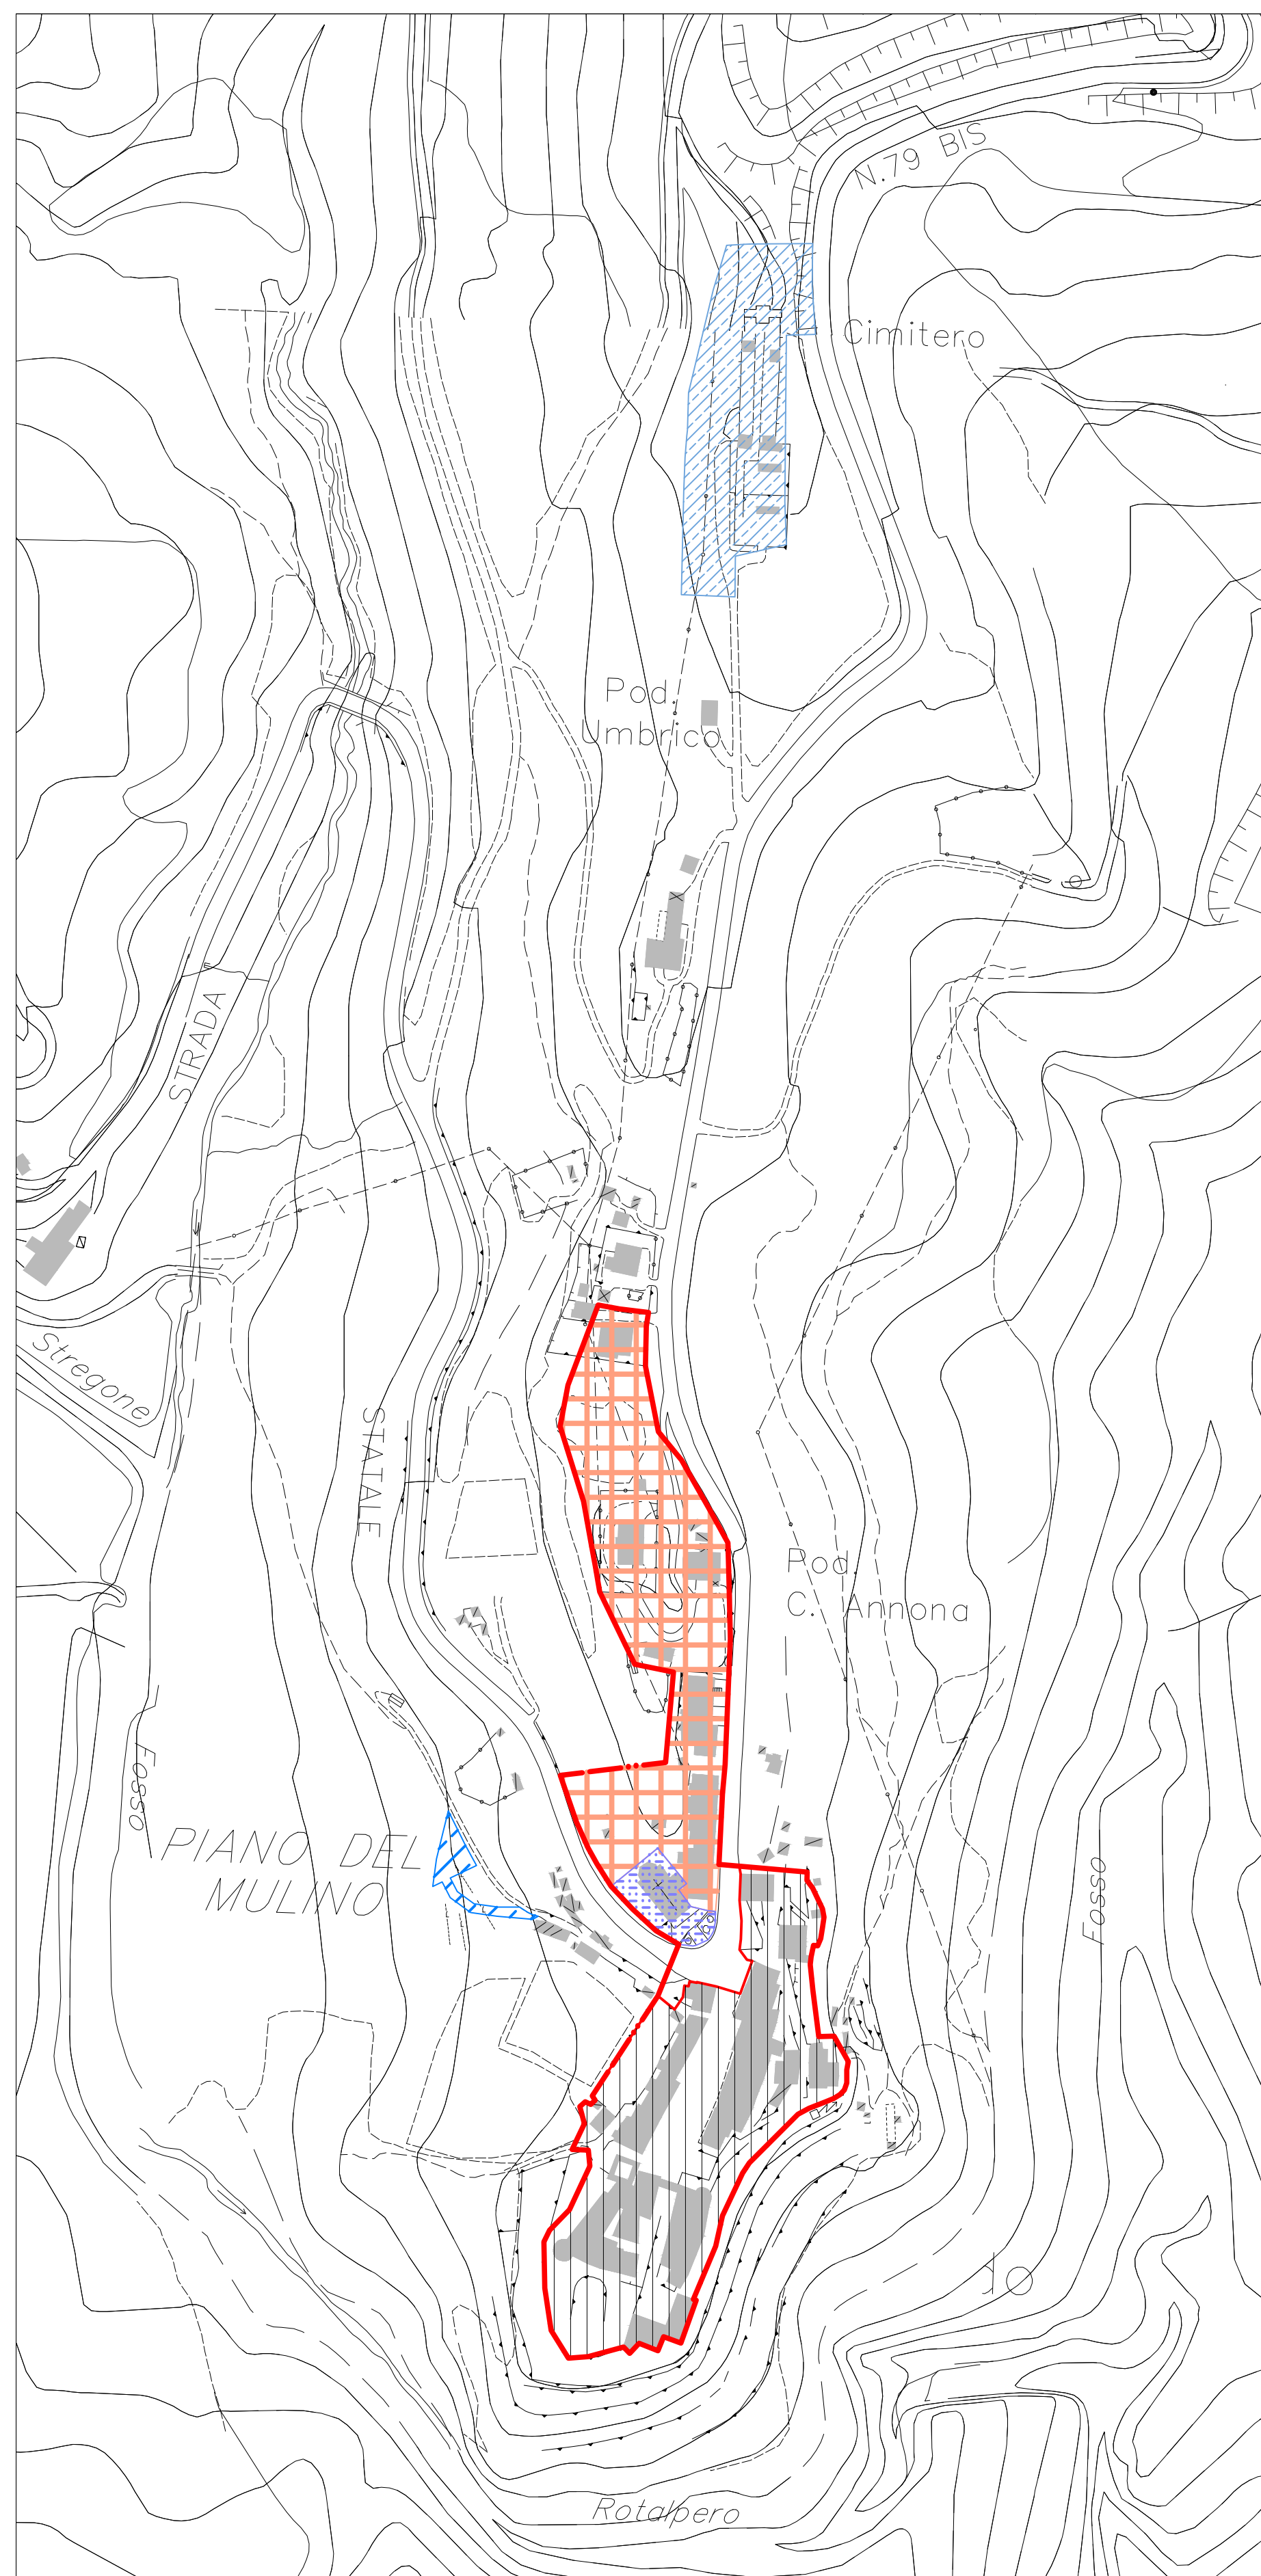 N.79 BIS
Cimitero
Pod.
Umbrico
STRADA
Stregone
STATALE
Pod.
C. Annona
Fosso
PIANO DEL
MULINO
Fosso
Rotalpero